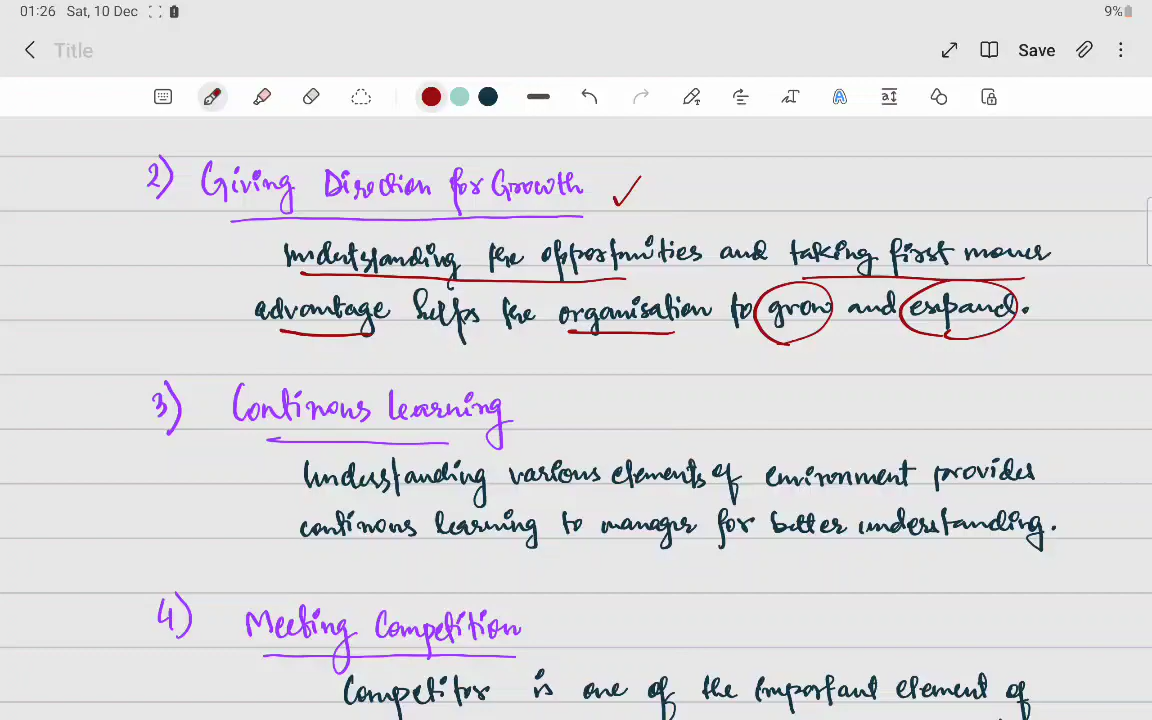 01:26 Sat, 10 Dec 9%
Title Save
2) Giving Direction for Growth
Understanding the opportunities and taking first mover
advantage helps the organisation to grow and expand.
3) Continous Learning
Understanding various elements of environment provides
continous learning to manager for better understanding.
4) Meeting Competition
Competitor is one of the important element of